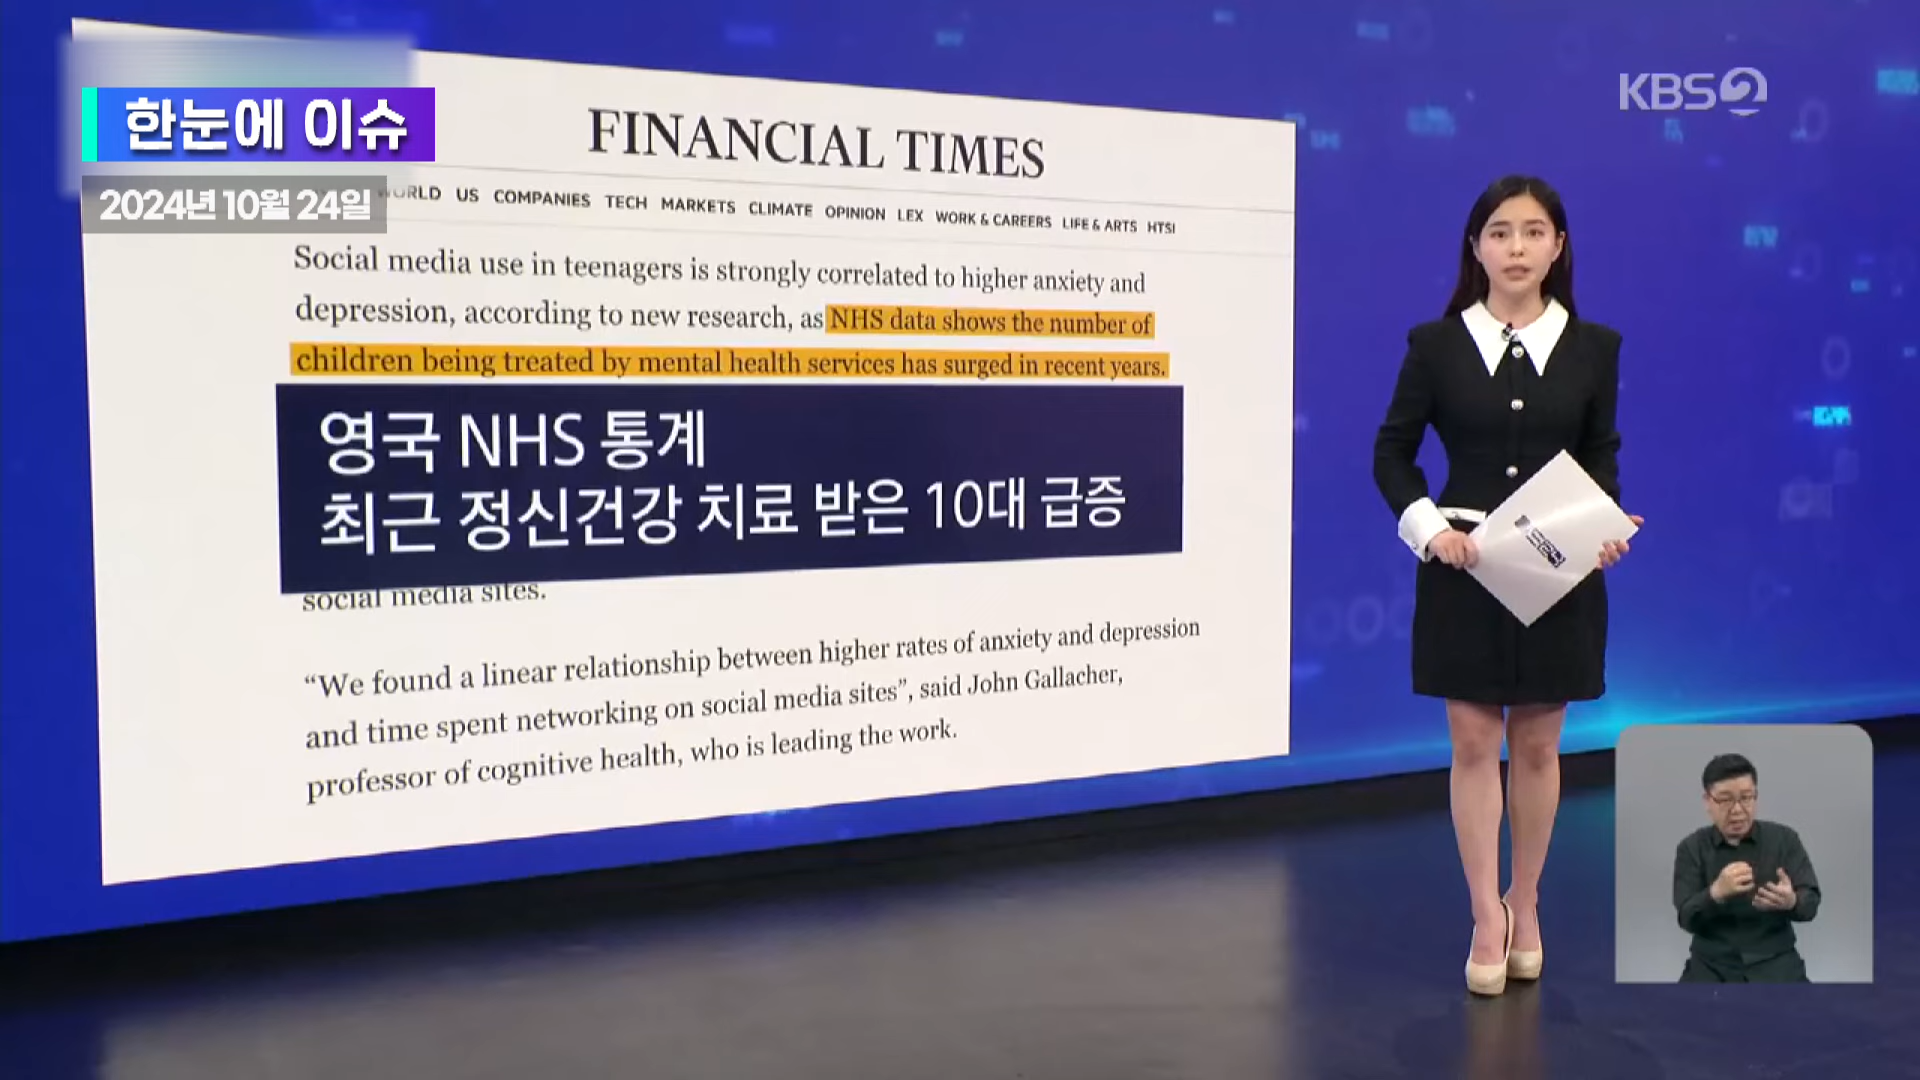 한눈에 이슈
2024년 10월 24일
KBS2
FINANCIAL TIMES
WORLD US COMPANIES TECH MARKETS CLIMATE OPINION LEX WORK & CAREERS LIFE & ARTS HTSI
Social media use in teenagers is strongly correlated to higher anxiety and
depression, according to new research, as NHS data shows the number of
children being treated by mental health services has surged in recent years.
영국 NHS 통계
최근 정신건강 치료 받은 10대 급증
social media sites.
“We found a linear relationship between higher rates of anxiety and depression
and time spent networking on social media sites”, said John Gallacher,
professor of cognitive health, who is leading the work.